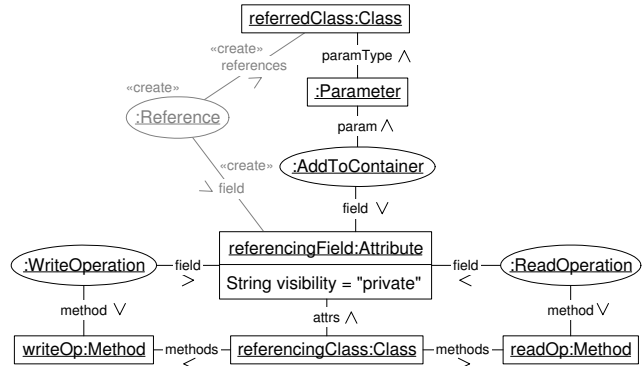 referredClass:Class
«create»
references
paramType
«create»
:Parameter
:Reference
param
«create»
:AddToContainer
field
field
referencingField:Attribute
:WriteOperation
field
field
:ReadOperation
String visibility = "private"
method
attrs
method
writeOp:Method
methods
referencingClass:Class
methods
readOp:Method